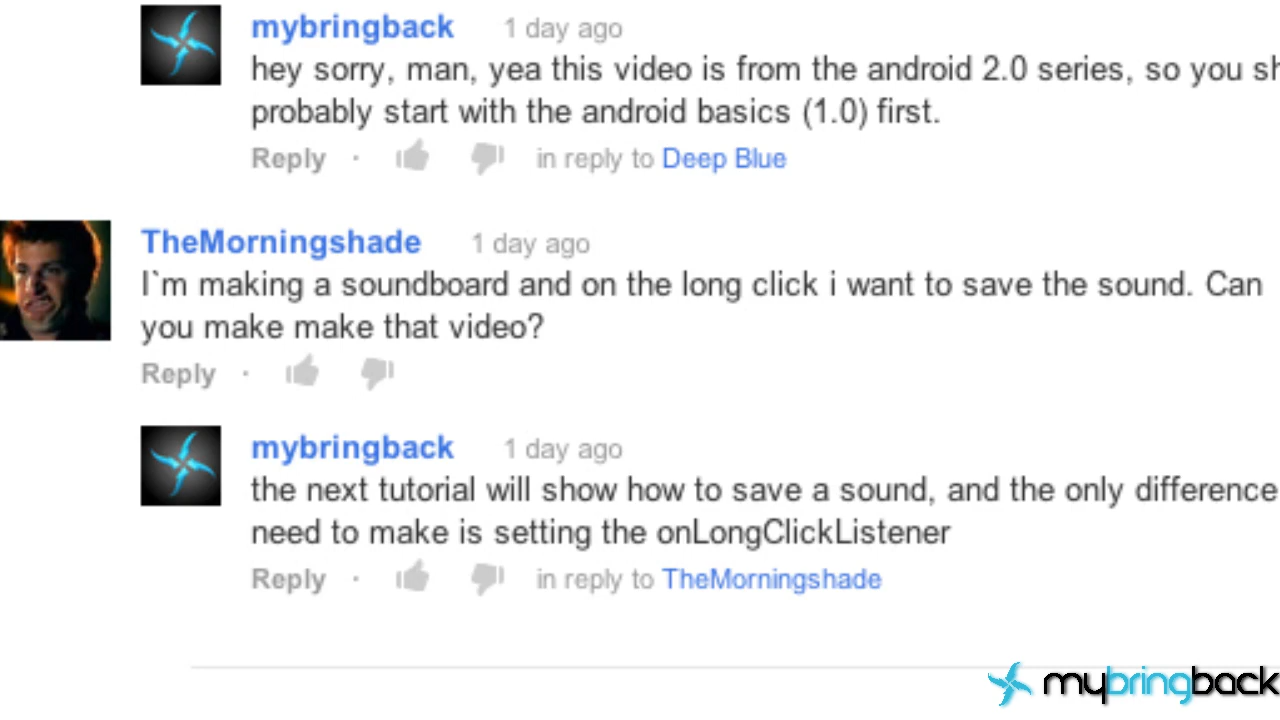 mybringback 1 day ago
hey sorry, man, yea this video is from the android 2.0 series, so you
probably start with the android basics (1.0) first.
Reply · in reply to Deep Blue
TheMorningshade 1 day ago
I`m making a soundboard and on the long click i want to save the sound. Can
you make make that video?
Reply ·
mybringback 1 day ago
the next tutorial will show how to save a sound, and the only difference
need to make is setting the onLongClickListener
Reply · in reply to TheMorningshade
mybringback